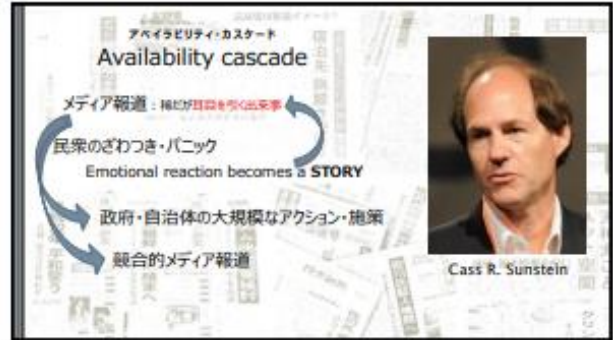 アベイラビリティ・カスケード
Availability cascade
メディア報道：稀だが耳目を引く出来事
民衆のざわつき・パニック
Emotional reaction becomes a STORY
政府・自治体の大規模なアクション・施策
競合的メディア報道
Cass R. Sunstein